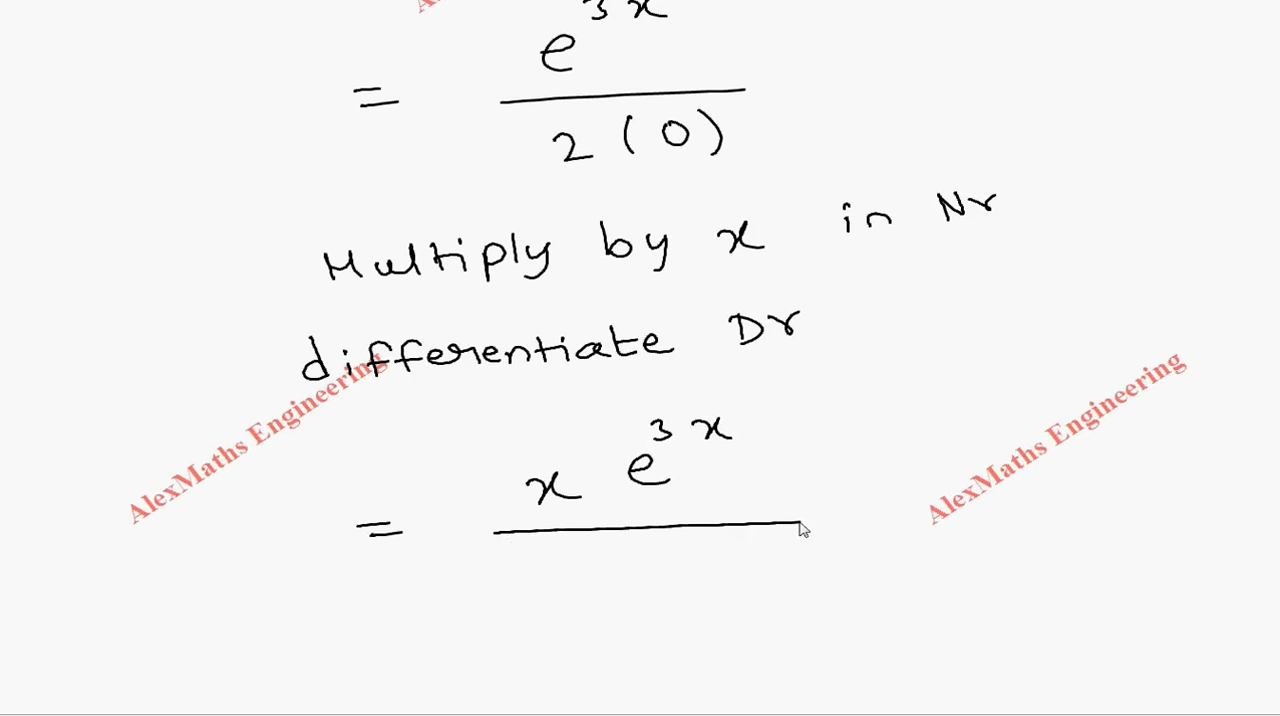 = e^{3x} / 2(0)
Multiply by x in Nr
differentiate Dr
= x e^{3x}
AlexMaths Engineering
AlexMaths Engineering